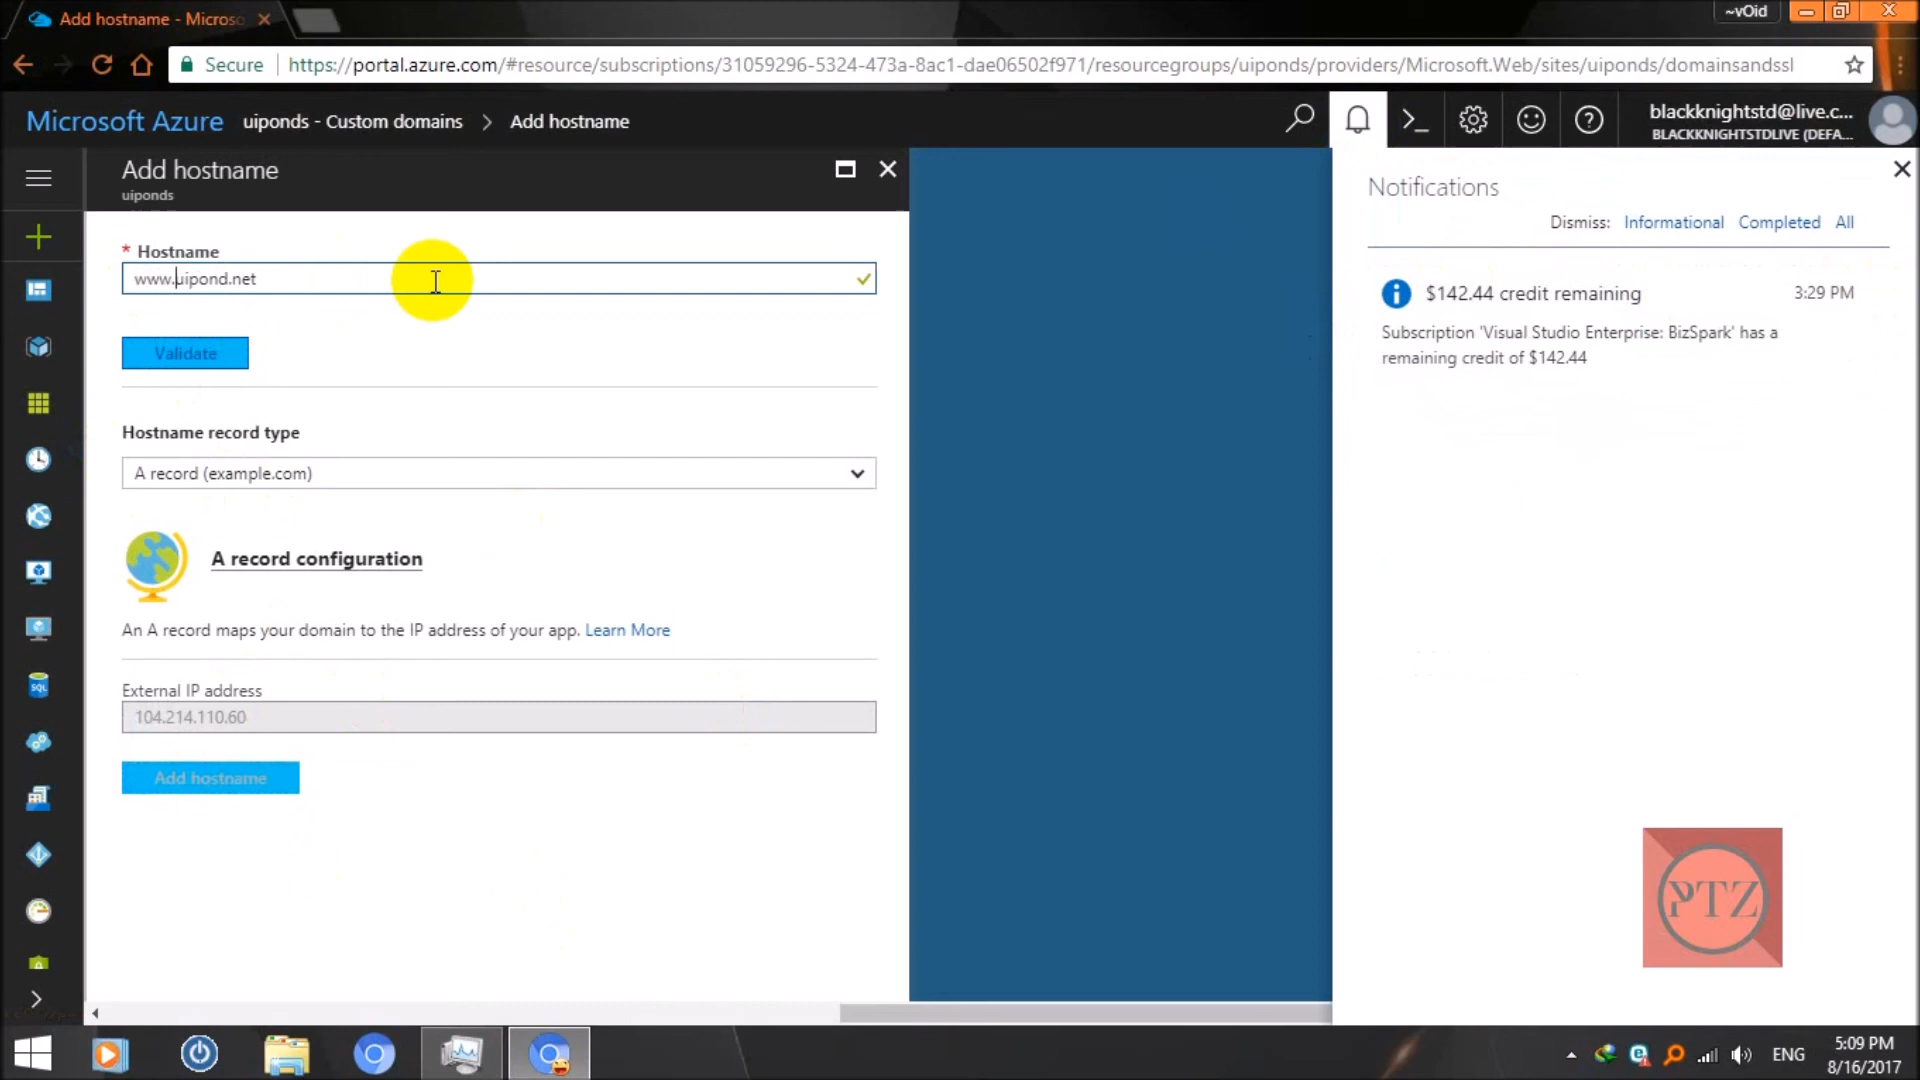 Add hostname - Microso
~vOid
Secure
https://portal.azure.com/#resource/subscriptions/31059296-5324-473a-8ac1-dae06502f971/resourcegroups/uiponds/providers/Microsoft.Web/sites/uiponds/domainsandssl
Microsoft Azure
uiponds - Custom domains > Add hostname
blackknightstd@live.c...
BLACKKNIGHTSTDLIVE (DEFA...
Add hostname
uiponds
* Hostname
www.uipond.net
Validate
Hostname record type
A record (example.com)
A record configuration
An A record maps your domain to the IP address of your app. Learn More
External IP address
104.214.110.60
Add hostname
Notifications
Dismiss: Informational Completed All
$142.44 credit remaining 3:29 PM
Subscription 'Visual Studio Enterprise: BizSpark' has a
remaining credit of $142.44
SQL
PTZ
ENG
5:09 PM
8/16/2017